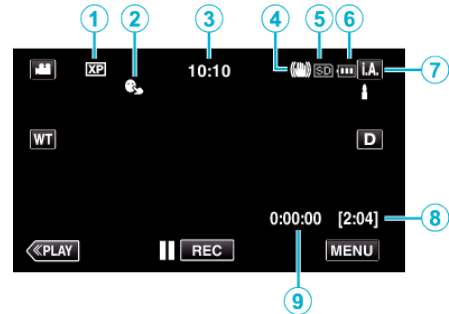 1 2 3 4 5 6
XP 10:10 SD I.A. 7
WT D
0:00:00 [2:04] 8
≪PLAY REC MENU
9